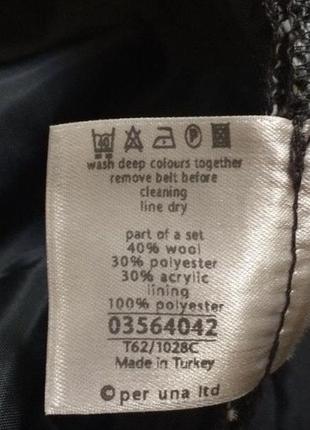 40 P
wash deep colours together
remove belt before
cleaning
line dry
part of a set
40% wool
30% polyester
30% acrylic
lining
100% polyester
03564042
T62/1028C
Made in Turkey
© per una ltd